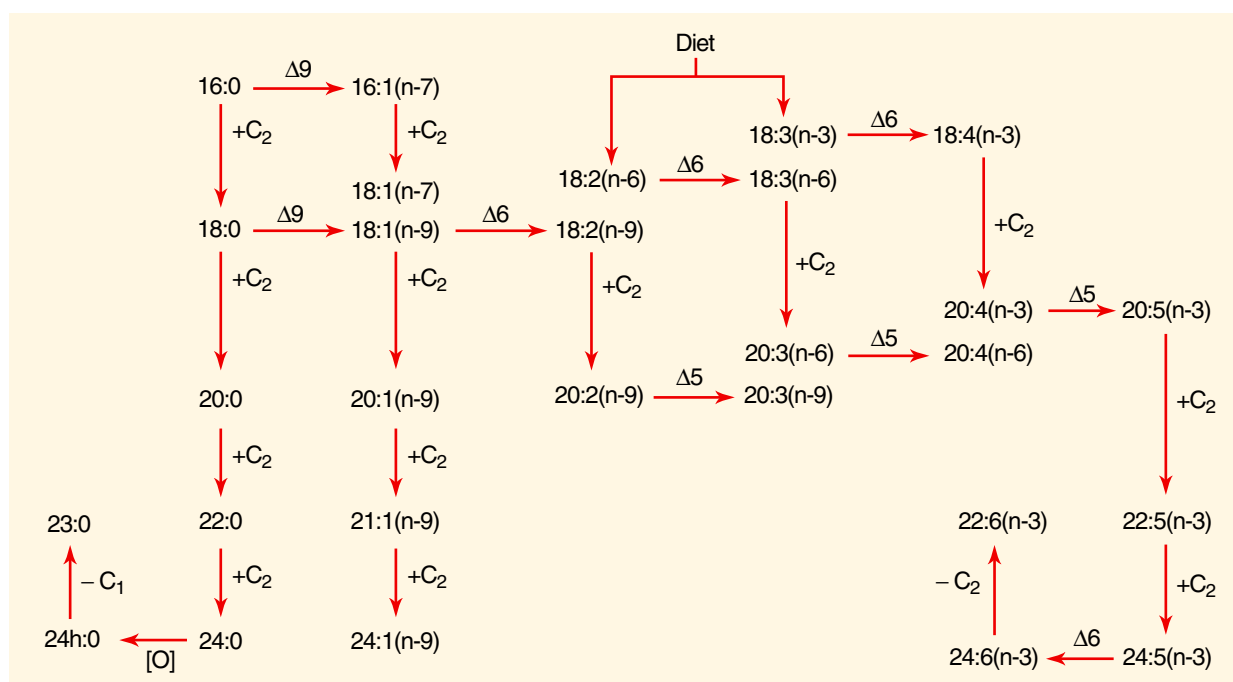 Diet
16:0 Δ9 16:1(n-7)
18:3(n-3) Δ6 18:4(n-3)
+C₂ +C₂
18:2(n-6) Δ6 18:3(n-6)
18:1(n-7)
18:0 Δ9 18:1(n-9) Δ6 18:2(n-9)
+C₂
+C₂ +C₂ +C₂ +C₂
20:4(n-3) Δ5 20:5(n-3)
20:3(n-6) Δ5 20:4(n-6)
20:0 20:1(n-9) 20:2(n-9) Δ5 20:3(n-9)
+C₂
+C₂ +C₂
23:0 22:0 21:1(n-9) 22:6(n-3) 22:5(n-3)
– C₁ +C₂ +C₂ – C₂ +C₂
24h:0 [O] 24:0 24:1(n-9) 24:6(n-3) Δ6 24:5(n-3)